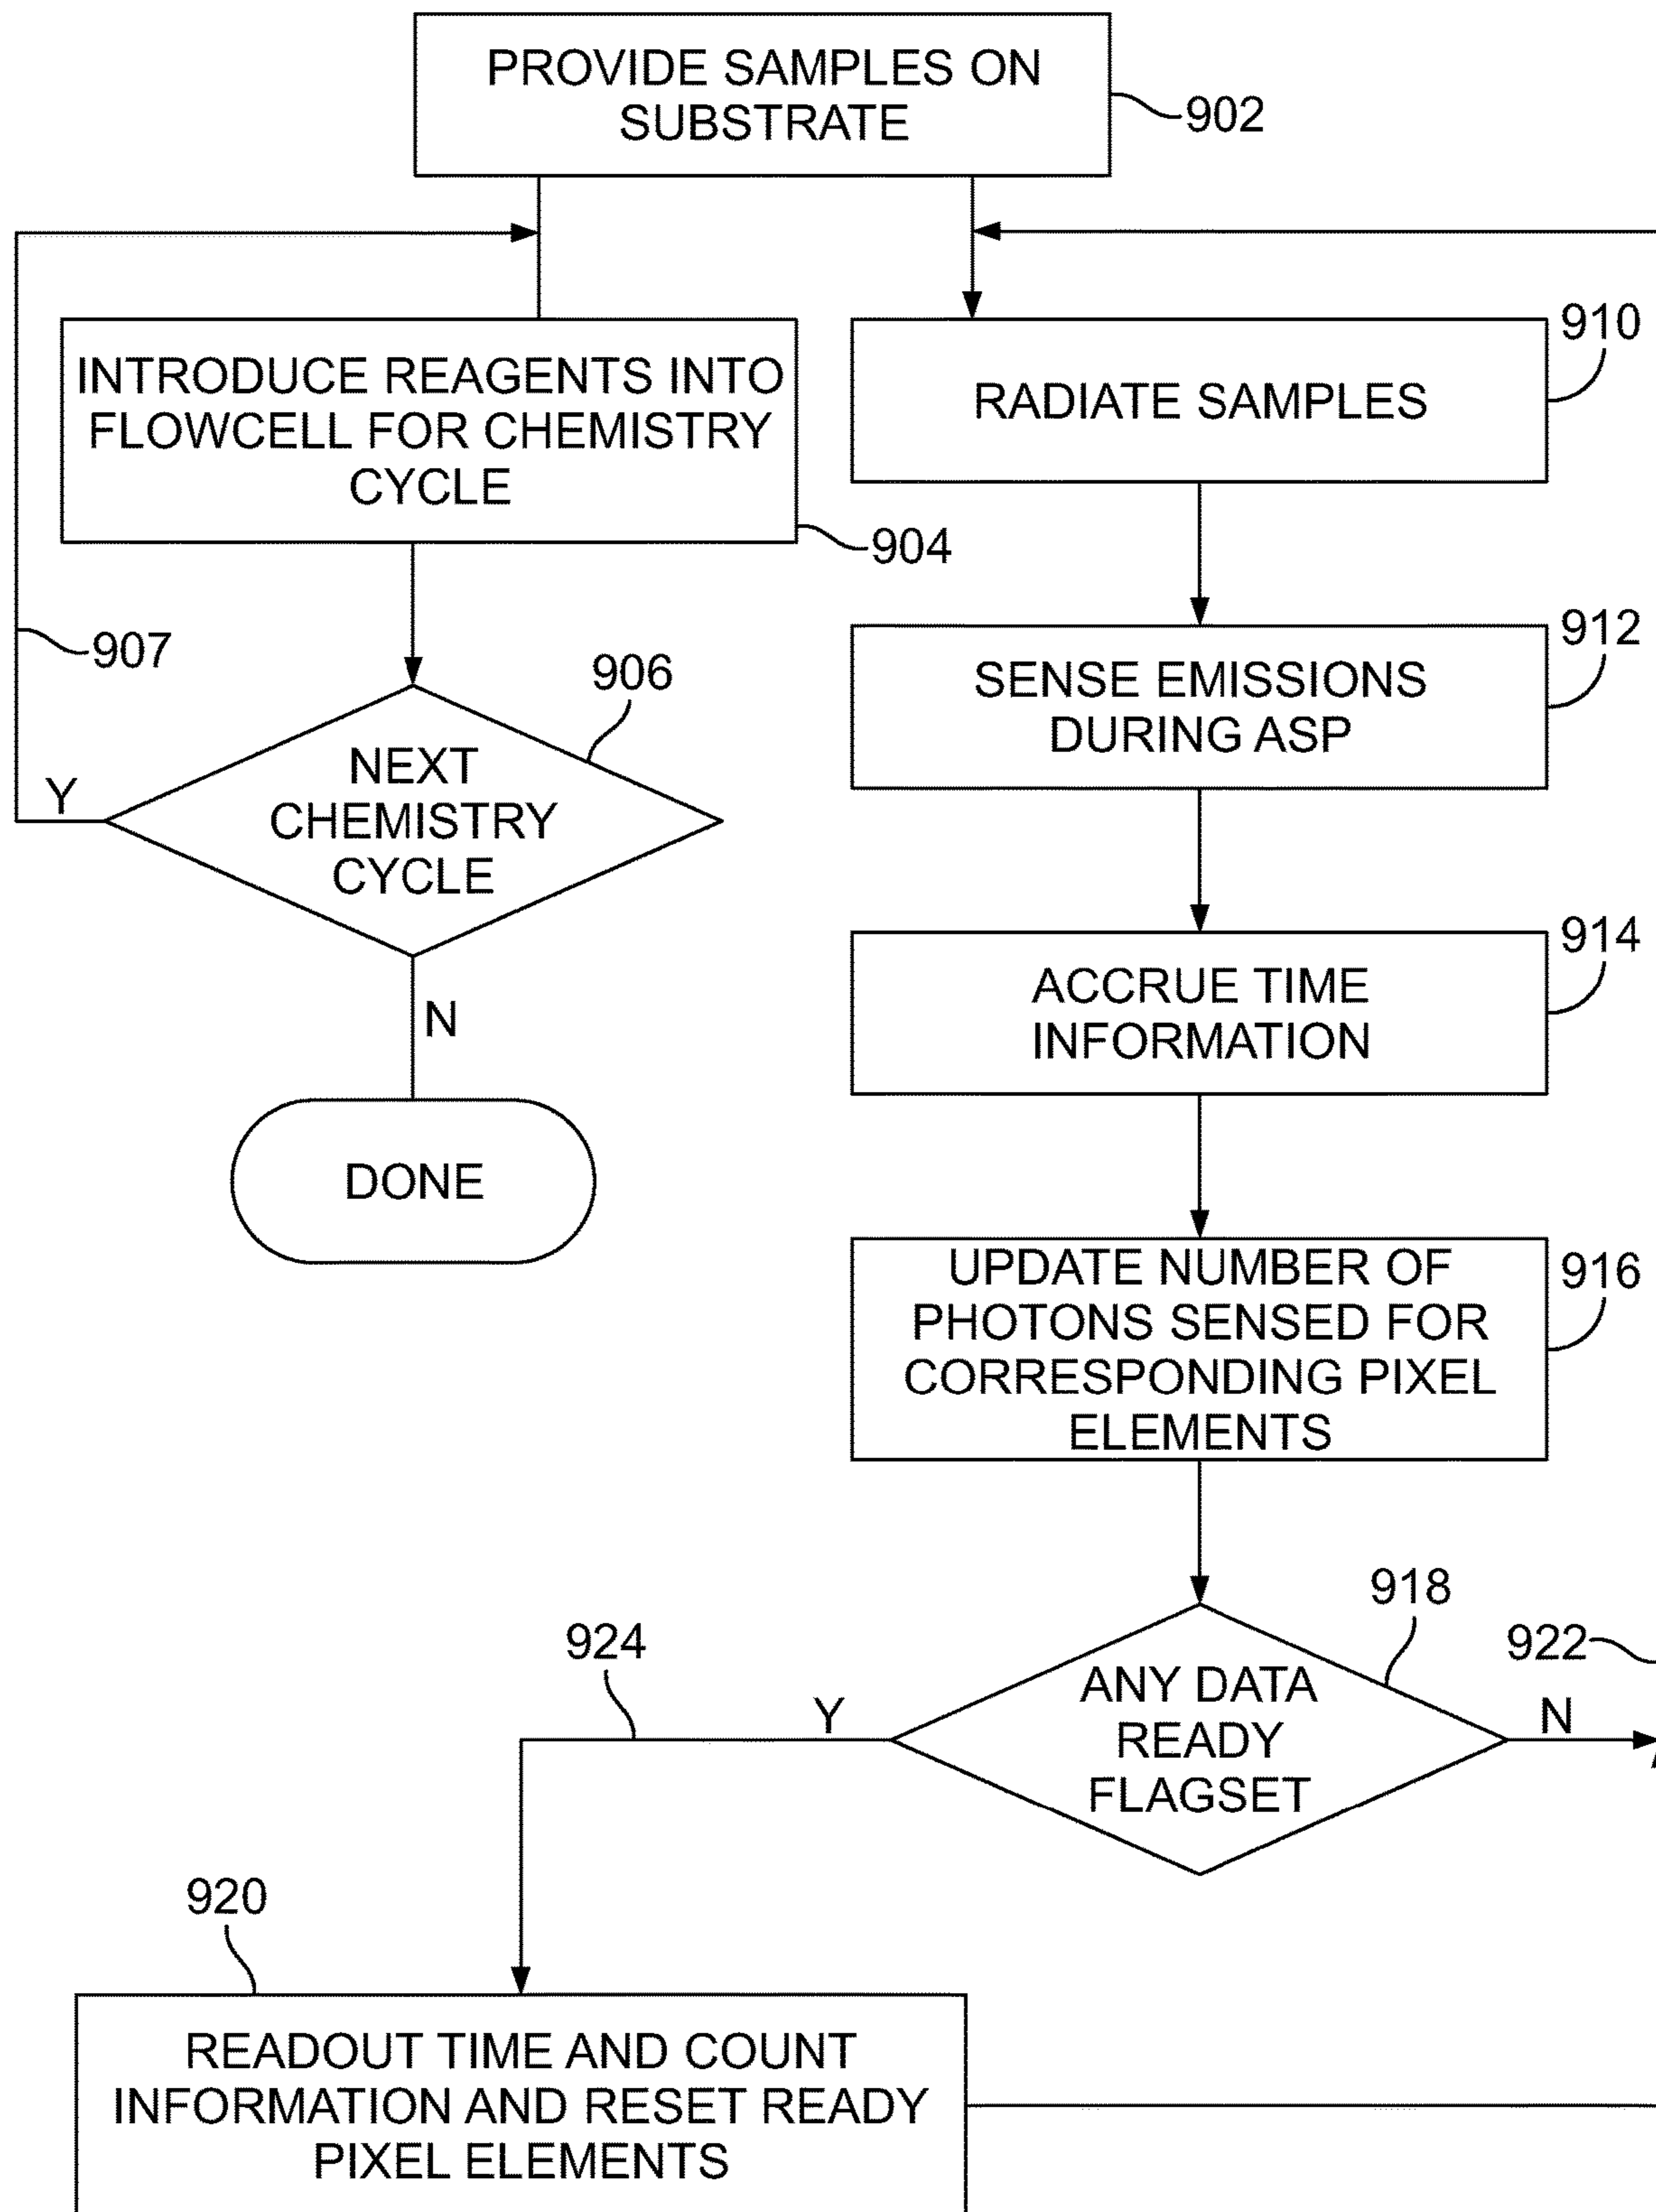 PROVIDE SAMPLES ON
SUBSTRATE
902
INTRODUCE REAGENTS INTO
FLOWCELL FOR CHEMISTRY
CYCLE
904
907
906
NEXT
CHEMISTRY
CYCLE
Y
N
DONE
910
RADIATE SAMPLES
912
SENSE EMISSIONS
DURING ASP
914
ACCRUE TIME
INFORMATION
916
UPDATE NUMBER OF
PHOTONS SENSED FOR
CORRESPONDING PIXEL
ELEMENTS
918
922
924
ANY DATA
READY
FLAGSET
Y
N
920
READOUT TIME AND COUNT
INFORMATION AND RESET READY
PIXEL ELEMENTS